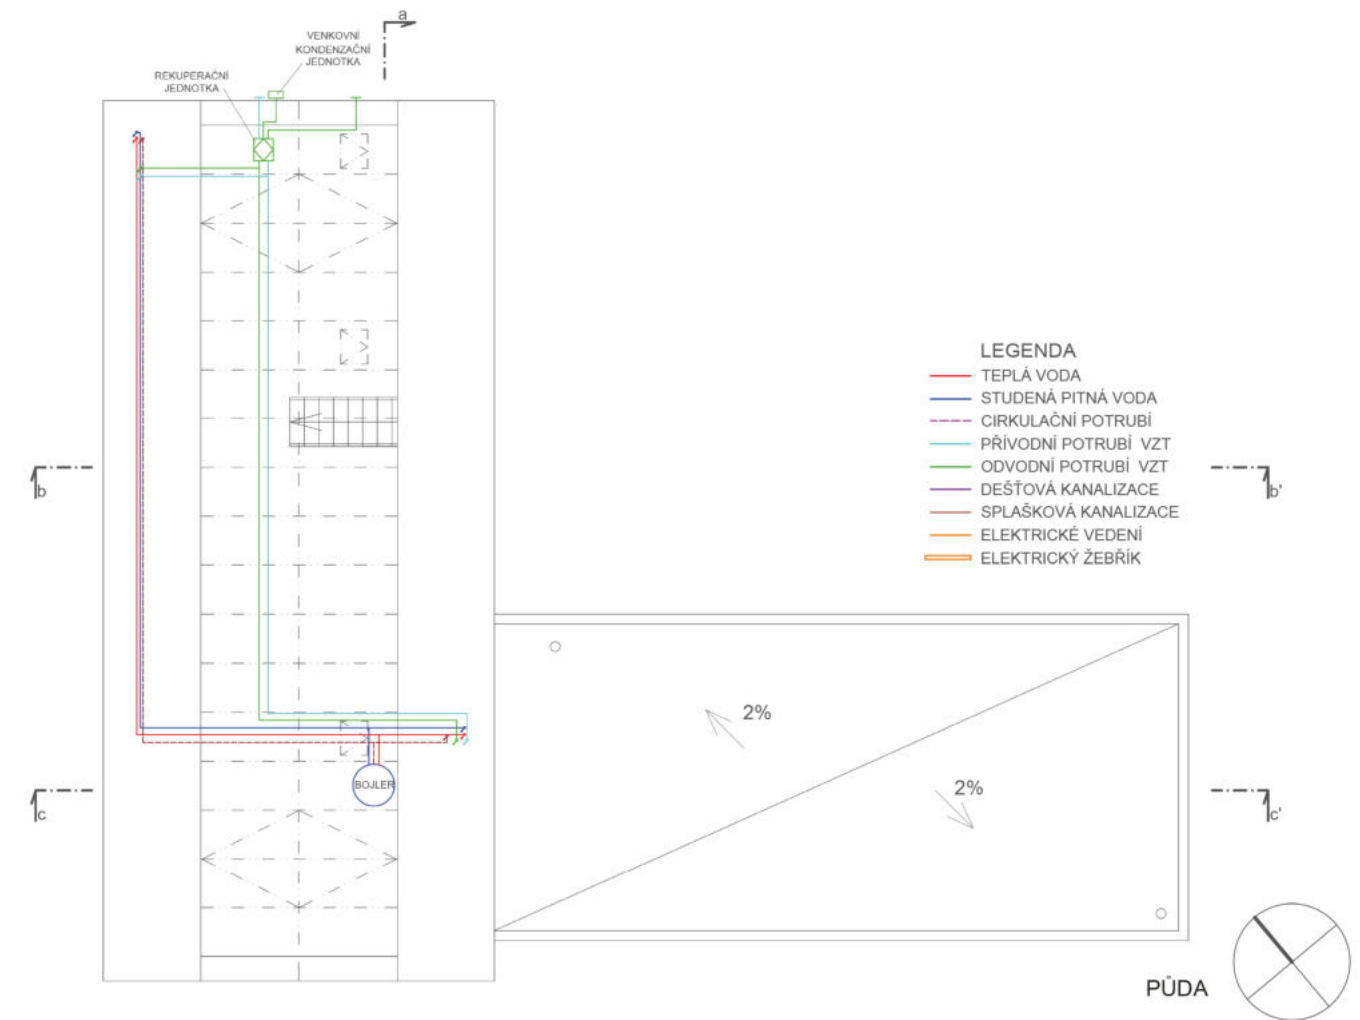 a
VENKOVNÍ
KONDENZAČNÍ
JEDNOTKA
REKUPERAČNÍ
JEDNOTKA
LEGENDA
TEPLÁ VODA
STUDENÁ PITNÁ VODA
CIRKULAČNÍ POTRUBÍ
PŘÍVODNÍ POTRUBÍ VZT
ODVODNÍ POTRUBÍ VZT
DEŠŤOVÁ KANALIZACE
SPLAŠKOVÁ KANALIZACE
ELEKTRICKÉ VEDENÍ
ELEKTRICKÝ ŽEBŘÍK
b
b'
2%
2%
BOJLER
c
c'
PŮDA